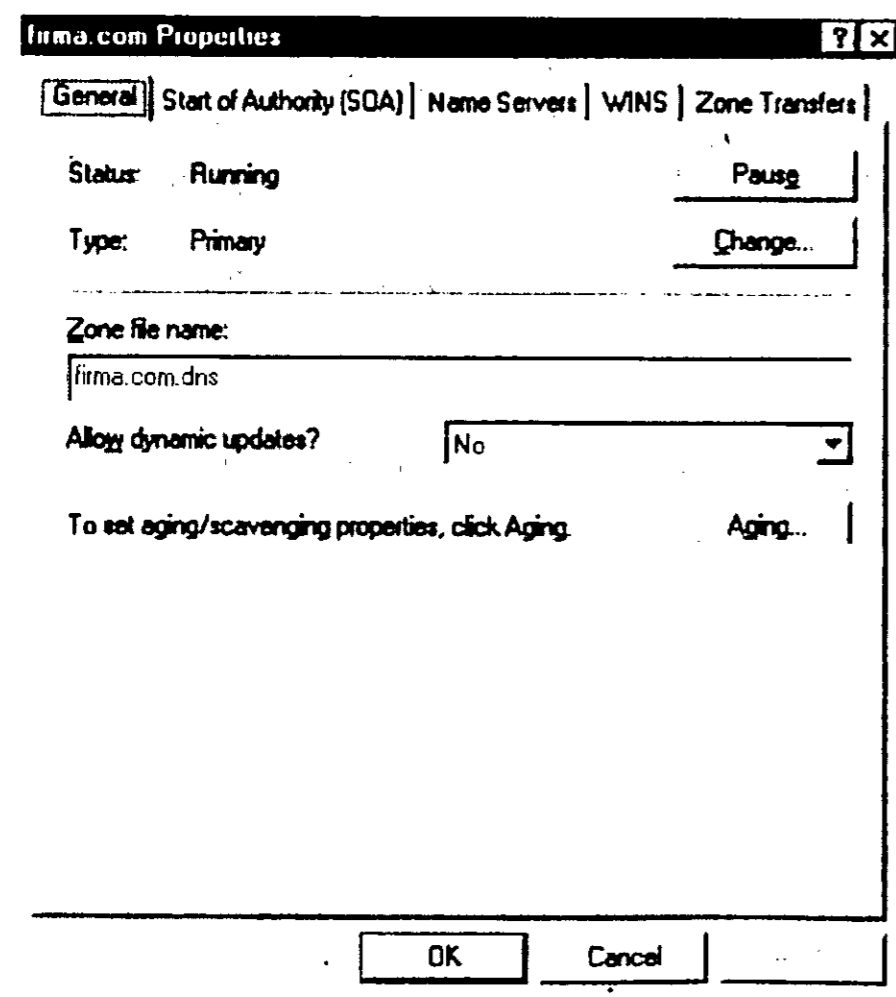 firma.com Properties
General Start of Authority (SOA) Name Servers WINS Zone Transfers
Status: Running Pause
Type: Primary Change...
Zone file name:
firma.com.dns
Allow dynamic updates? No
To set aging/scavenging properties, click Aging. Aging...
OK Cancel